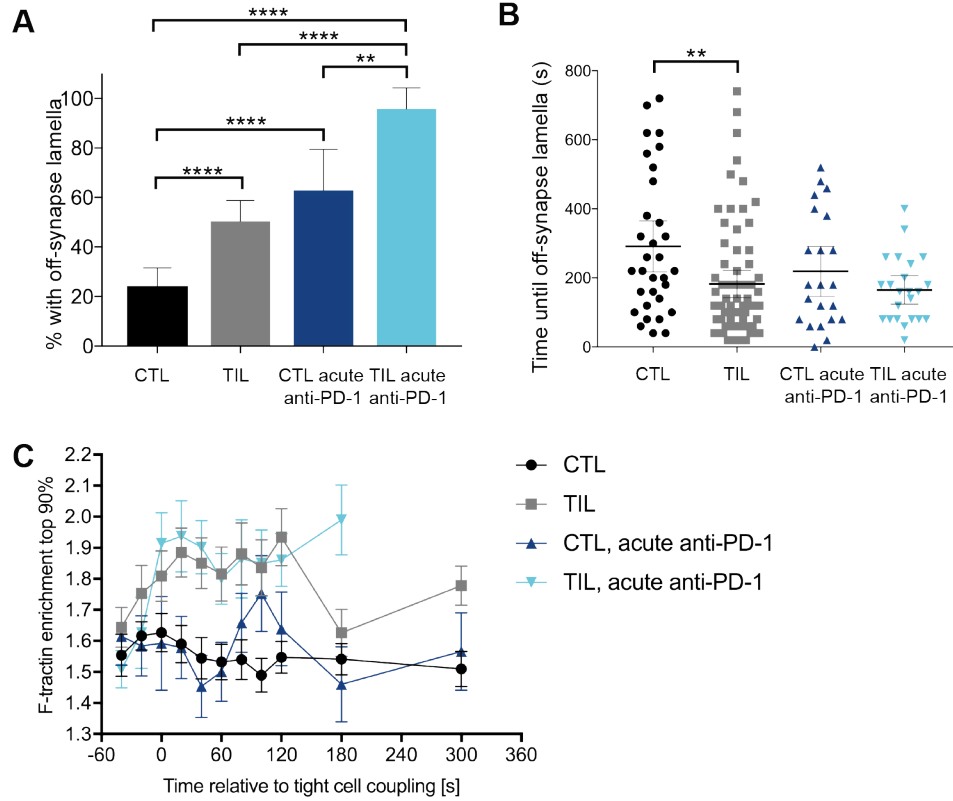 A
****
****
**
****
****
% with off-synapse lamella
100
80
60
40
20
0
CTL
TIL
CTL acute
anti-PD-1
TIL acute
anti-PD-1
B
**
Time until off-synapse lamella (s)
800
600
400
200
0
CTL
TIL
CTL acute
anti-PD-1
TIL acute
anti-PD-1
C
F-tractin enrichment top 90%
2.2
2.1
2.0
1.9
1.8
1.7
1.6
1.5
1.4
1.3
-60 0 60 120 180 240 300 360
Time relative to tight cell coupling [s]
CTL
TIL
CTL, acute anti-PD-1
TIL, acute anti-PD-1